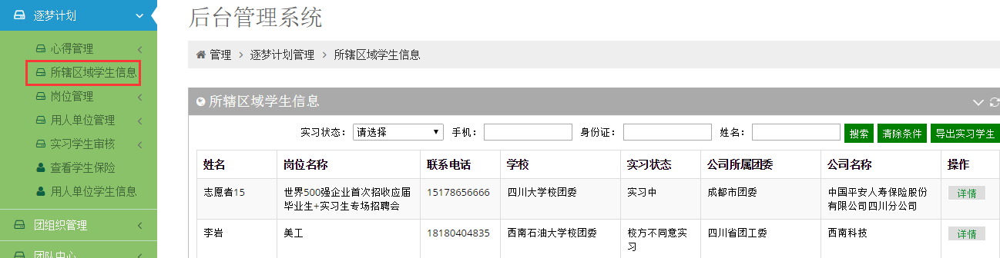 逐梦计划
心得管理
所辖区域学生信息
岗位管理
用人单位管理
实习学生审核
查看学生保险
用人单位学生信息
团组织管理
团队中心
后台管理系统
管理 > 逐梦计划管理 > 所辖区域学生信息
所辖区域学生信息
实习状态： 请选择 手机： 身份证： 姓名： 搜索 清除条件 导出实习学生
姓名 岗位名称 联系电话 学校 实习状态 公司所属团委 公司名称 操作
志愿者15 世界500强企业首次招收应届 15178656666 四川大学校团委 实习中 成都市团委 中国平安人寿保险股份 详情
毕业生+实习生专场招聘会 有限公司四川分公司
李岩 美工 18180404835 西南石油大学校团委 校方不同意实 四川省团工委 西南科技 详情
习